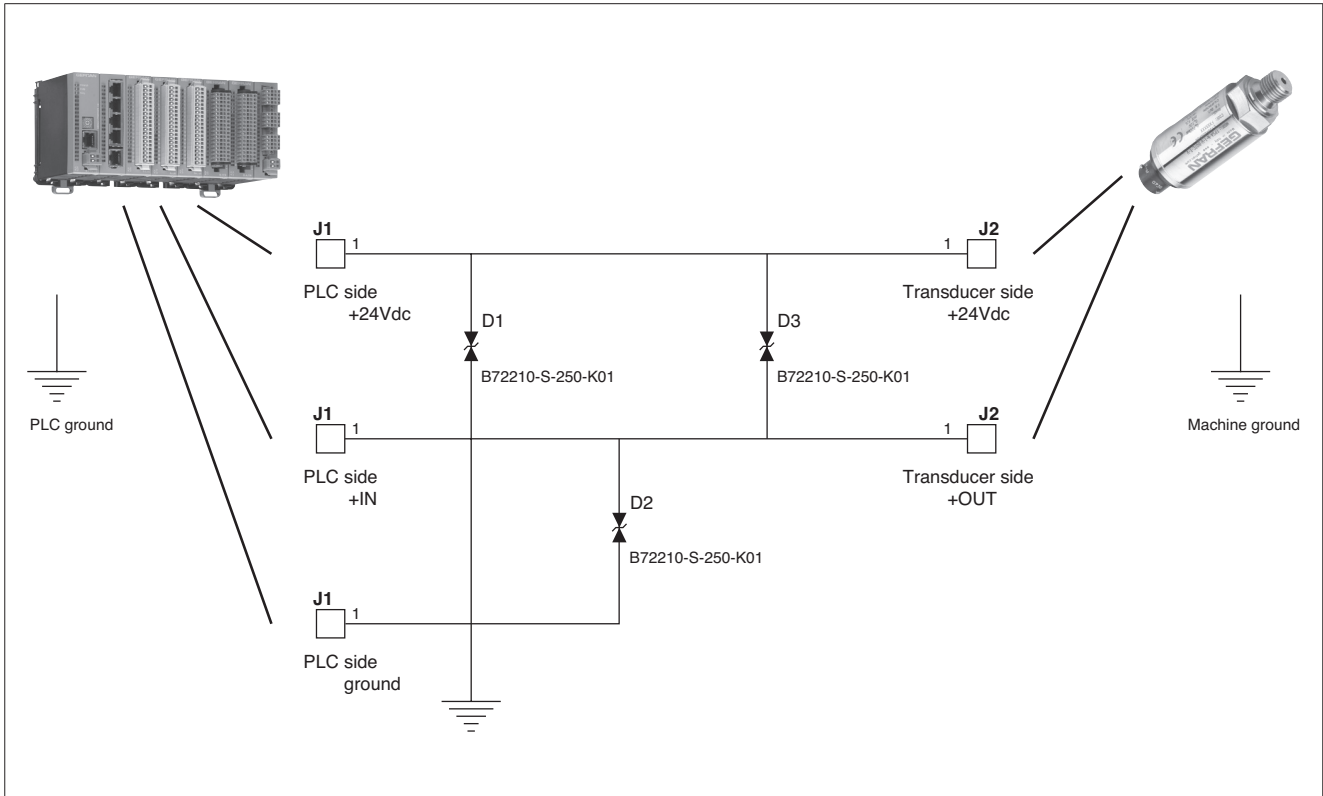 GEFRAN
J1
1
PLC side
+24Vdc
1
J2
Transducer side
+24Vdc
D1
B72210-S-250-K01
D3
B72210-S-250-K01
PLC ground
Machine ground
J1
1
PLC side
+IN
1
J2
Transducer side
+OUT
D2
B72210-S-250-K01
J1
1
PLC side
ground